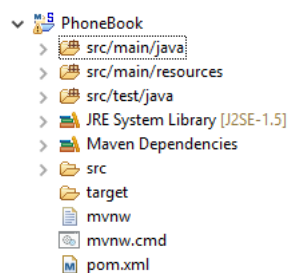 PhoneBook
src/main/java
src/main/resources
src/test/java
JRE System Library [J2SE-1.5]
Maven Dependencies
src
target
mvnw
mvnw.cmd
pom.xml